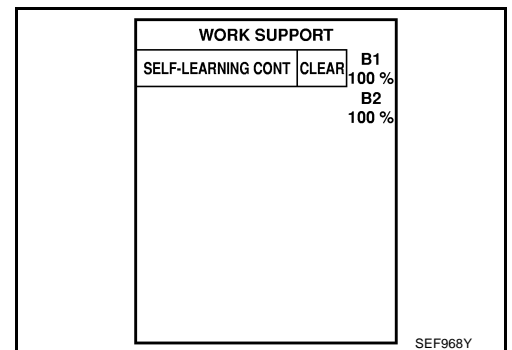 WORK SUPPORT
SELF-LEARNING CONT CLEAR B1
100 %
B2
100 %
SEF968Y